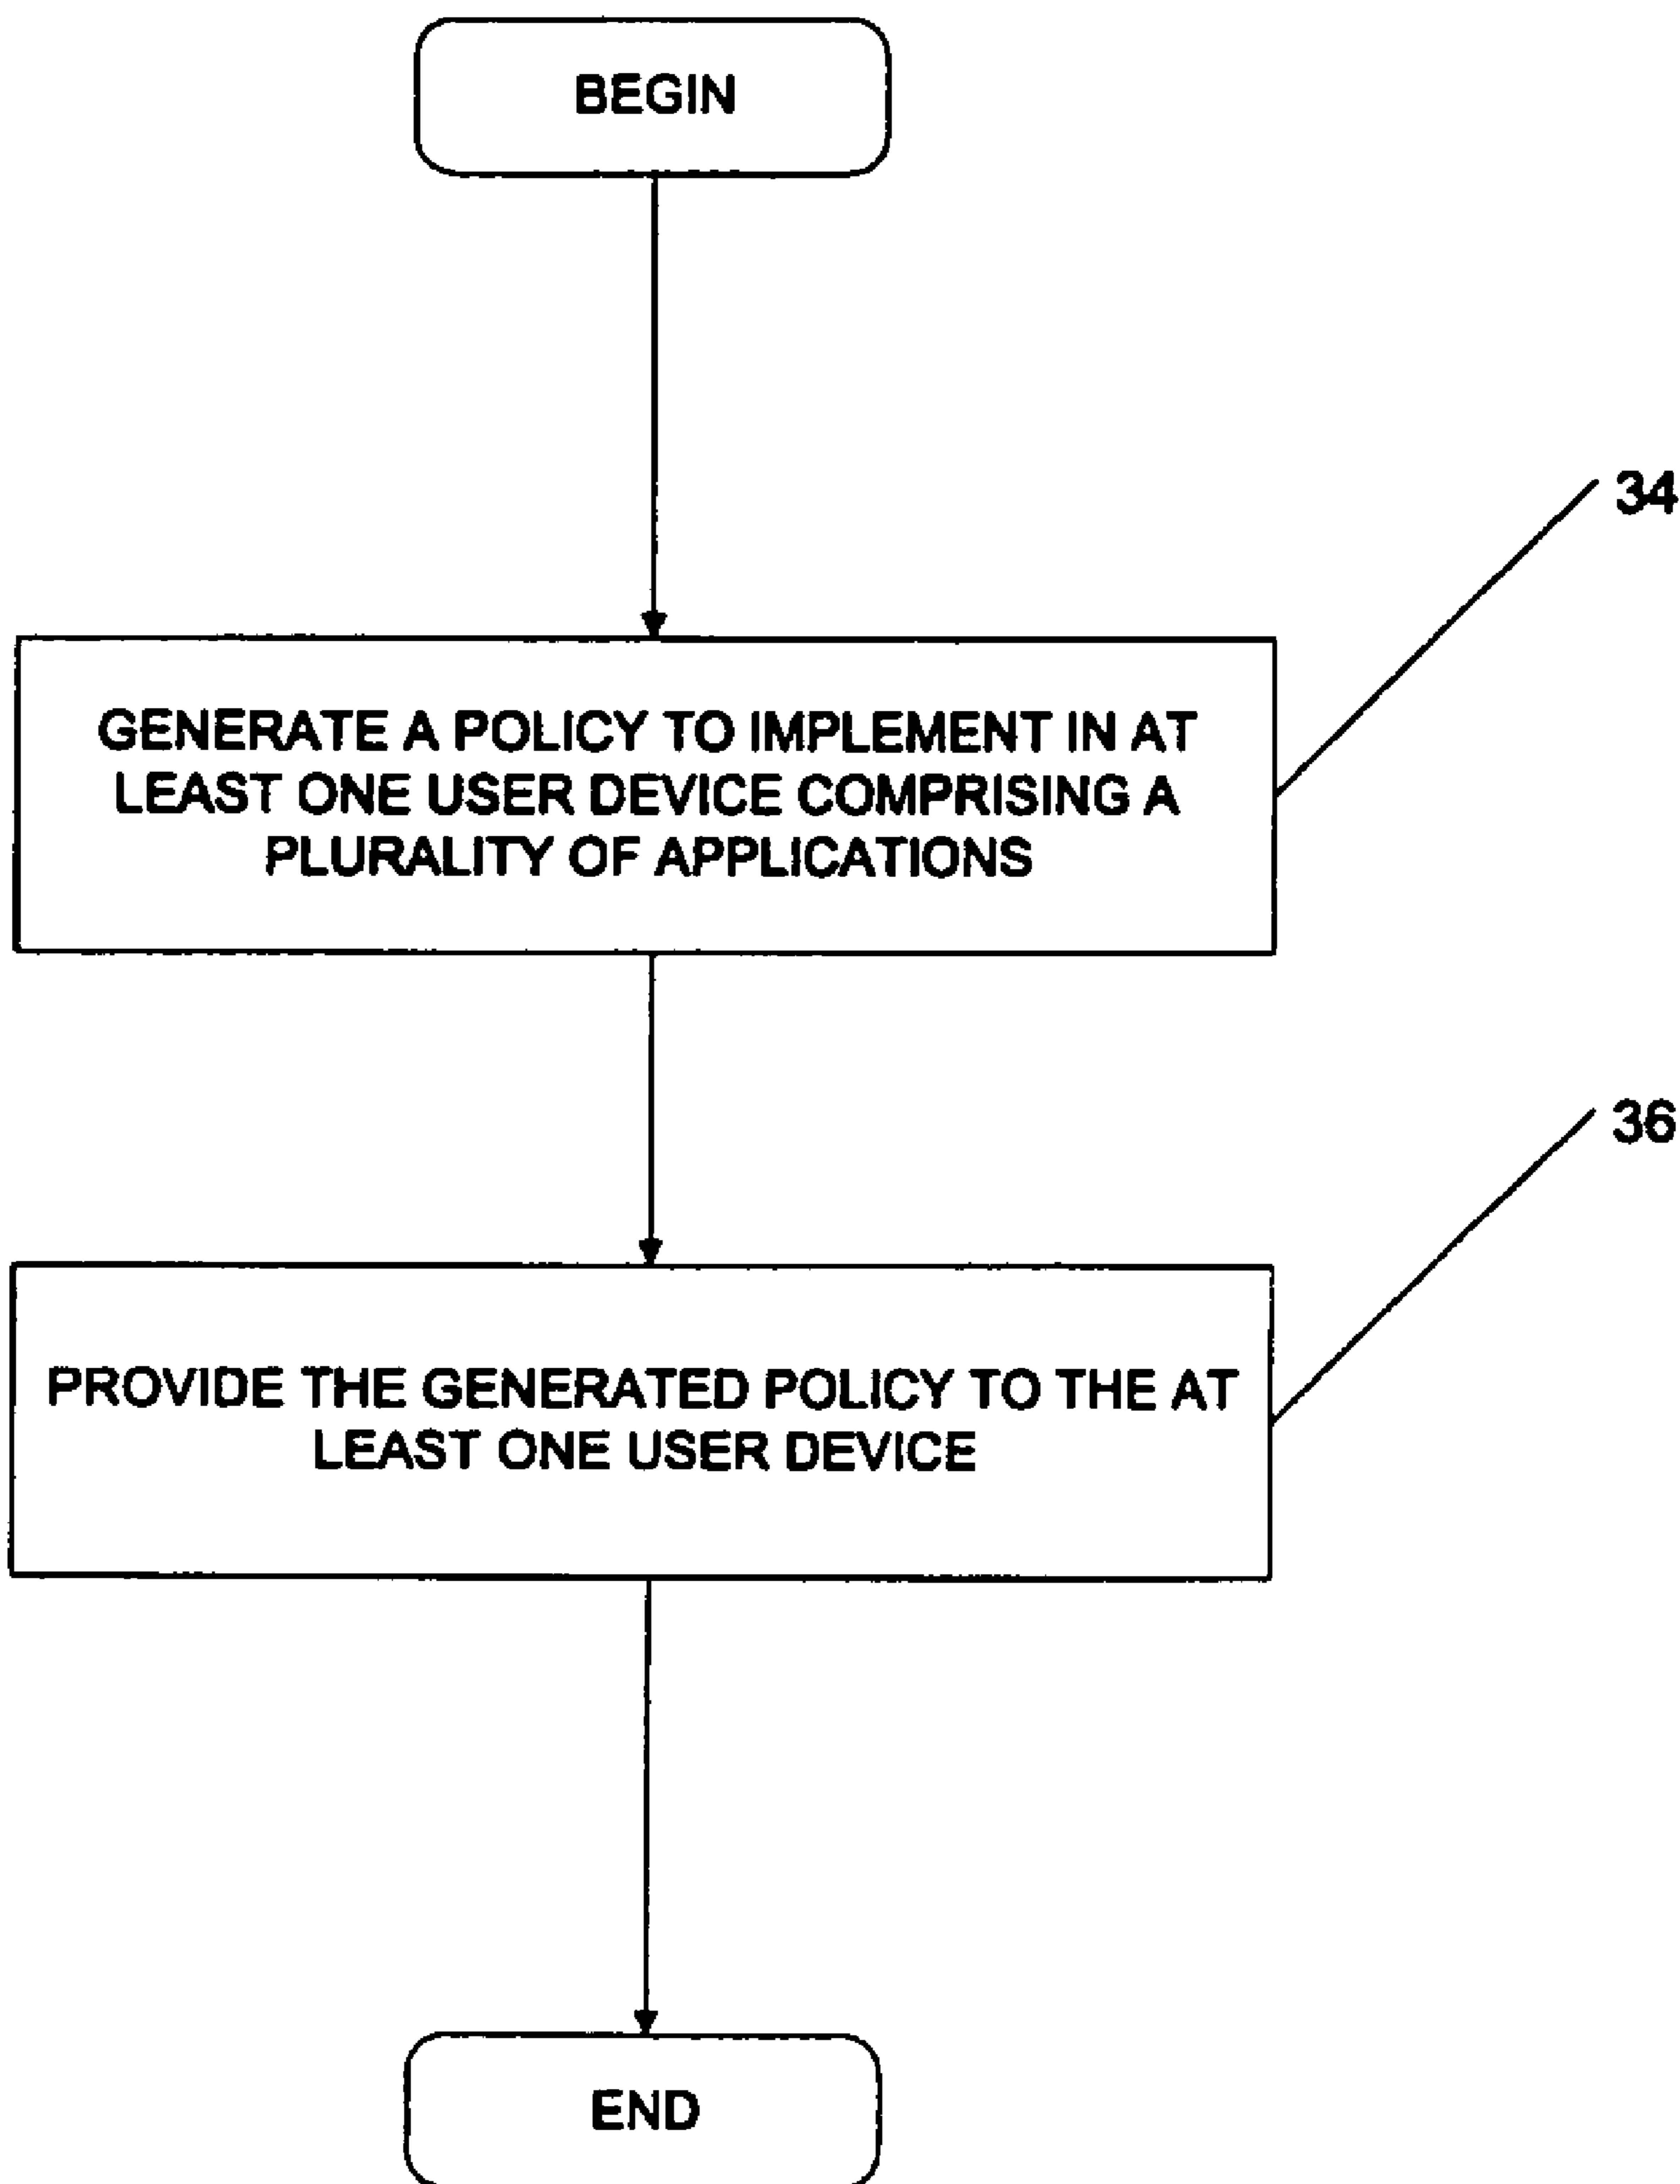 BEGIN
34
GENERATE A POLICY TO IMPLEMENT IN AT
LEAST ONE USER DEVICE COMPRISING A
PLURALITY OF APPLICATIONS
36
PROVIDE THE GENERATED POLICY TO THE AT
LEAST ONE USER DEVICE
END